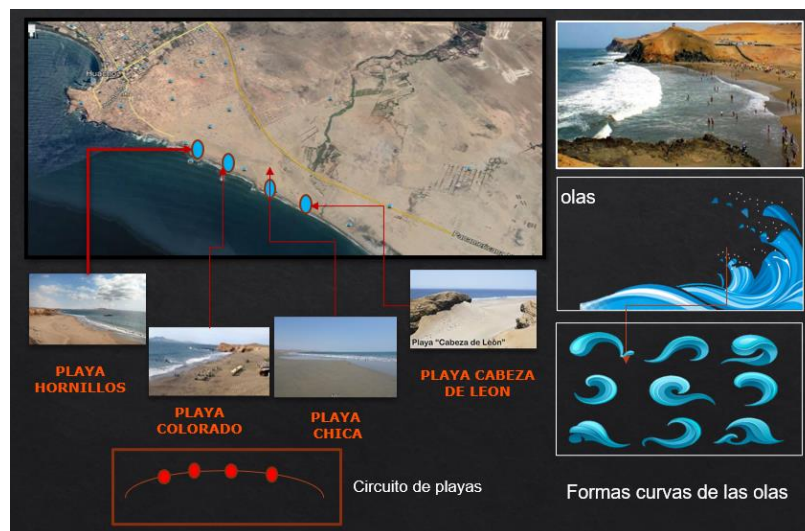 Panamericana
olas
Playa "Cabeza de León"
PLAYA
HORNILLOS
PLAYA
COLORADO
PLAYA
CHICA
PLAYA CABEZA
DE LEON
Circuito de playas
Formas curvas de las olas